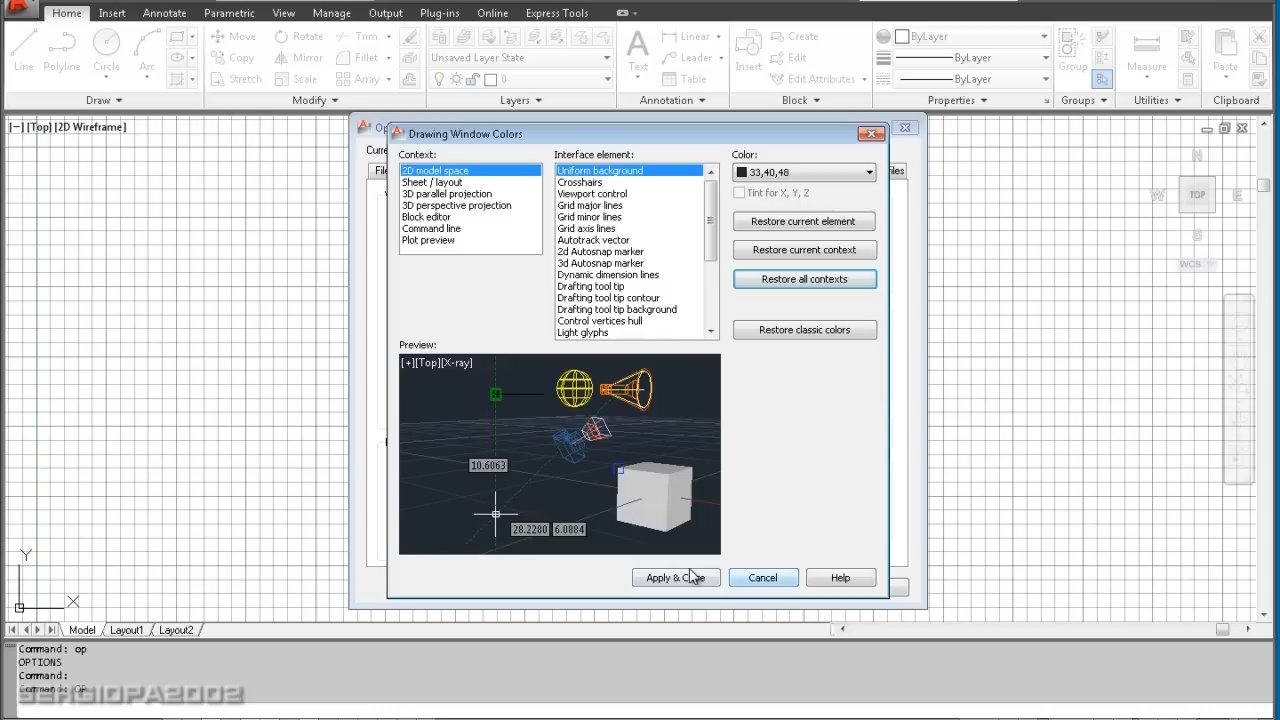 Home Insert Annotate Parametric View Manage Output Plug-ins Online Express Tools
Line Polyline Circle Arc
Move Rotate Trim
Copy Mirror Fillet
Stretch Scale Array
Unsaved Layer State
0
Text
Linear
Leader
Table
Insert
Create
Edit
Edit Attributes
ByLayer
ByLayer
ByLayer
Group
Measure
Paste
Draw Modify Layers Annotation Block Properties Groups Utilities Clipboard
[−] [Top] [2D Wireframe]
Drawing Window Colors
Context:
2D model space
Sheet / layout
3D parallel projection
3D perspective projection
Block editor
Command line
Plot preview
Interface element:
Uniform background
Crosshairs
Viewport control
Grid major lines
Grid minor lines
Grid axis lines
Autotrack vector
2d Autosnap marker
3d Autosnap marker
Dynamic dimension lines
Drafting tool tip
Drafting tool tip contour
Drafting tool tip background
Control vertices hull
Light glyphs
Color:
33,40,48
Tint for X, Y, Z
Restore current element
Restore current context
Restore all contexts
Restore classic colors
Preview:
[+][Top][X-ray]
10.6063
28.2280 6.0884
Apply & Close Cancel Help
N
W TOP E
S
WCS
Y
X
Model Layout1 Layout2
Command: op
OPTIONS
Command:
Command: OP
SERGIOPA2002